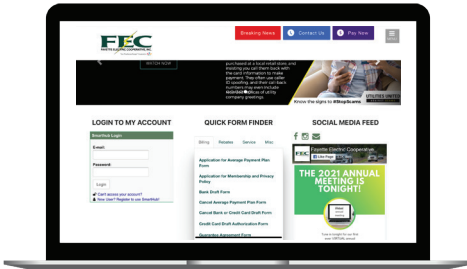 FEC
FAYETTE ELECTRIC COOPERATIVE, INC.
Breaking News
Contact Us
Pay Now
MENU
WATCH NOW
purchased at a local retail store, and
insisting you call them back with
the card information to make
payment. They often use caller
ID spoofing, and their call back
numbers may even include
of utility
company greetings.
Know the signs to #StopScams
UTILITIES UNITED
LOGIN TO MY ACCOUNT
SmartHub Login
E-mail:
Password:
Login
Can't access your account?
New User? Register to use SmartHub!
QUICK FORM FINDER
Billing
Rebates
Service
Misc
Application for Average Payment Plan
Form
Application for Membership and Privacy
Policy
Bank Draft Form
Cancel Average Payment Plan Form
Cancel Bank or Credit Card Draft Form
Credit Card Draft Authorization Form
Guarantee Agreement Form
SOCIAL MEDIA FEED
FEC
Fayette Electric Cooperative
Like Page
THE 2021 ANNUAL
MEETING IS
TONIGHT!